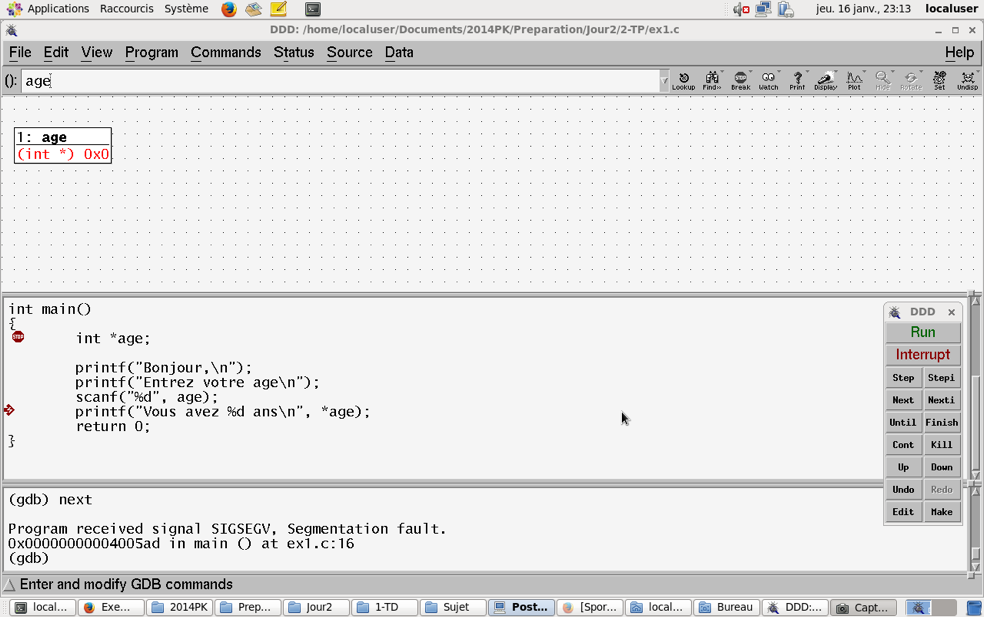 Applications Raccourcis Système jeu. 16 janv., 23:13 localuser
DDD: /home/localuser/Documents/2014PK/Preparation/Jour2/2-TP/ex1.c
File Edit View Program Commands Status Source Data Help
(): age Lookup Find» Break Watch Print Display Plot Hide Rotate Set Undisp
1: age
(int *) 0x0
int main()
{
STOP int *age;
printf("Bonjour,\n");
printf("Entrez votre age\n");
scanf("%d", age);
printf("Vous avez %d ans\n", *age);
return 0;
}
DDD
Run
Interrupt
Step Stepi
Next Nexti
Until Finish
Cont Kill
Up Down
Undo Redo
Edit Make
(gdb) next
Program received signal SIGSEGV, Segmentation fault.
0x00000000004005ad in main () at ex1.c:16
(gdb)
Enter and modify GDB commands
local... Exe... 2014PK Prep... Jour2 1-TD Sujet Post... [Spor... local... Bureau DDD:... Capt...